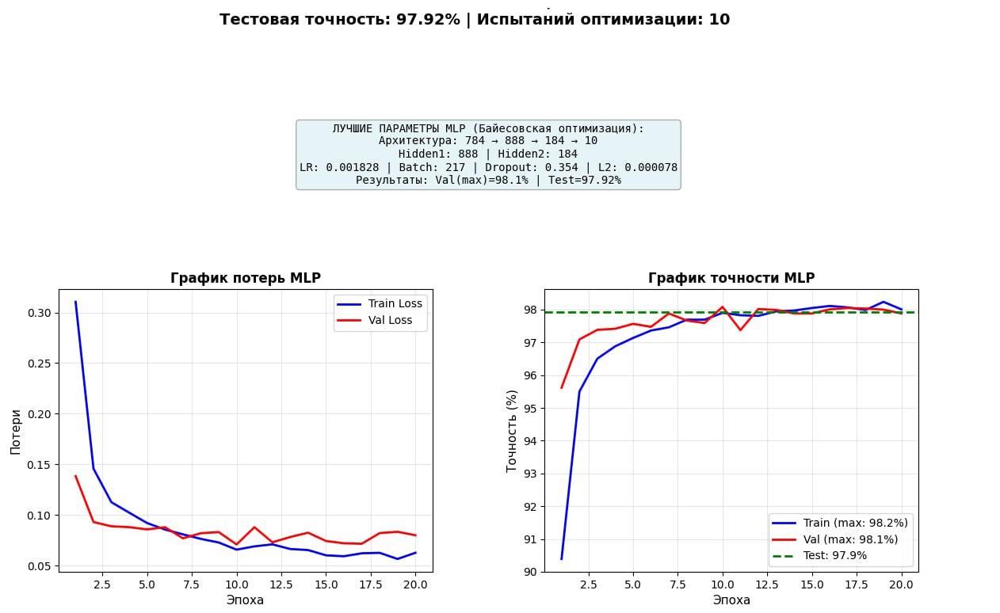 Тестовая точность: 97.92% | Испытаний оптимизации: 10
ЛУЧШИЕ ПАРАМЕТРЫ MLP (Байесовская оптимизация):
Архитектура: 784 → 888 → 184 → 10
Hidden1: 888 | Hidden2: 184
LR: 0.001828 | Batch: 217 | Dropout: 0.354 | L2: 0.000078
Результаты: Val(max)=98.1% | Test=97.92%
График потерь MLP
Train Loss
Val Loss
Потери
0.30
0.25
0.20
0.15
0.10
0.05
2.5 5.0 7.5 10.0 12.5 15.0 17.5 20.0
Эпоха
График точности MLP
Точность (%)
98
97
96
95
94
93
92
91
90
Train (max: 98.2%)
Val (max: 98.1%)
Test: 97.9%
2.5 5.0 7.5 10.0 12.5 15.0 17.5 20.0
Эпоха